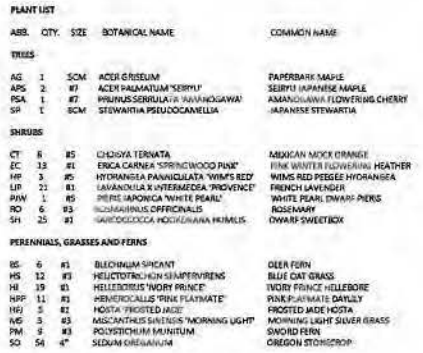 PLANT LIST
ABB. QTY. SIZE BOTANICAL NAME COMMON NAME
TREES
AG 1 5CM ACER GRISEUM PAPERBARK MAPLE
APS 2 #7 ACER PALMATUM 'SEIRYU' SEIRYU JAPANESE MAPLE
PSA 1 #7 PRUNUS SERRULATA 'AMANOGAWA' AMANOGAWA FLOWERING CHERRY
SP 1 8CM STEWARTIA PSEUDOCAMELLIA JAPANESE STEWARTIA
SHRUBS
CT 6 #5 CHOISYA TERNATA MEXICAN MOCK ORANGE
EC 13 #1 ERICA CARNEA 'SPRINGWOOD PINK' PINK WINTER FLOWERING HEATHER
HP 3 #5 HYDRANGEA PANNICULATA 'WIM'S RED' WIMS RED PEEGEE HYDRANGEA
LIP 21 #1 LAVANDULA X INTERMEDEA 'PROVENCE' FRENCH LAVENDER
PJW 1 #5 PIERIS JAPONICA 'WHITE PEARL' WHITE PEARL DWARF PIERIS
RO 6 #3 ROSMARINUS OFFICINALIS ROSEMARY
SH 25 #1 SARCOCOCCA HOOKERIANA HUMILIS DWARF SWEETBOX
PERENNIALS, GRASSES AND FERNS
BS 6 #1 BLECHNUM SPICANT DEER FERN
HS 12 #3 HELICTOTRICHON SEMPERVIRENS BLUE OAT GRASS
HI 19 #1 HELLEBORUS 'IVORY PRINCE' IVORY PRINCE HELLEBORE
HPP 11 #1 HEMEROCALLIS 'PINK PLAYMATE' PINK PLAYMATE DAYLILY
HFJ 5 #1 HOSTA 'FROSTED JADE' FROSTED JADE HOSTA
MS 3 #3 MISCANTHUS SINENSIS 'MORNING LIGHT' MORNING LIGHT SILVER GRASS
PM 9 #3 POLYSTICHUM MUNITUM SWORD FERN
SO 54 4" SEDUM OREGANUM OREGON STONECROP